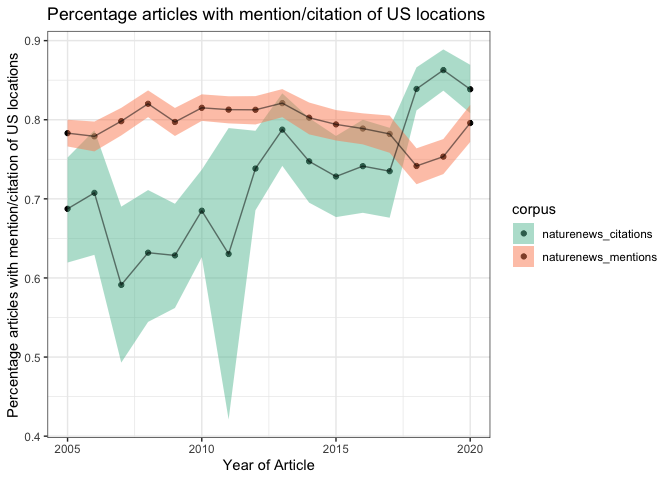 Percentage articles with mention/citation of US locations
Percentage articles with mention/citation of US locations
0.9
0.8
0.7
0.6
0.5
0.4
2005
2010
2015
2020
Year of Article
corpus
naturenews_citations
naturenews_mentions